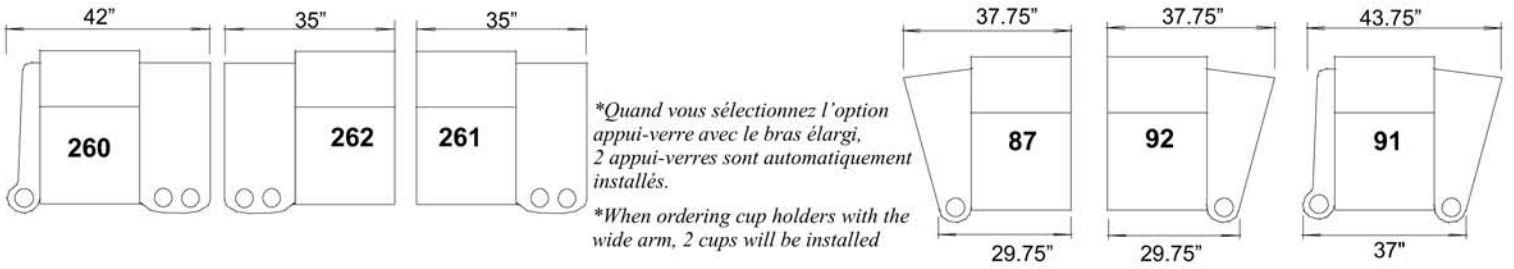 42” 35” 35” 37.75” 37.75” 43.75”
*Quand vous sélectionnez l’option
appui-verre avec le bras élargi,
2 appui-verres sont automatiquement
installés.
260 262 261 87 92 91
*When ordering cup holders with the
wide arm, 2 cups will be installed
29.75” 29.75” 37"